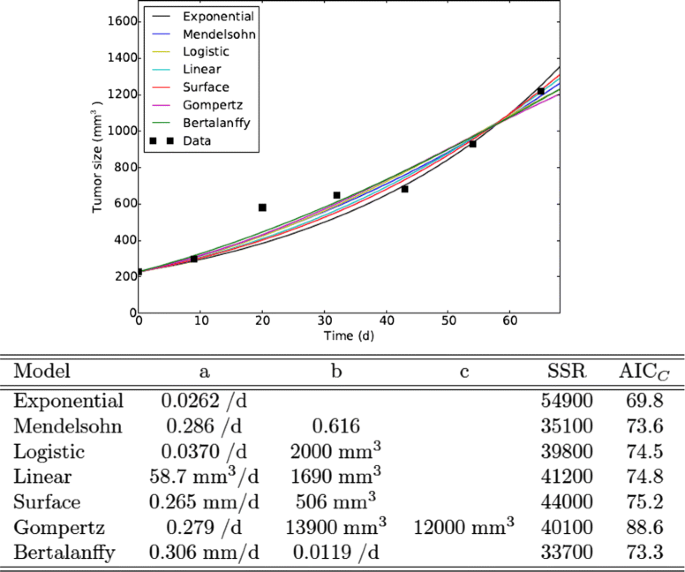 1600
1400
1200
1000
800
600
400
200
0
Tumor size (mm³)
Exponential
Mendelsohn
Logistic
Linear
Surface
Gompertz
Bertalanffy
Data
0 10 20 30 40 50 60
Time (d)
Model a b c SSR AICC
Exponential 0.0262 /d 54900 69.8
Mendelsohn 0.286 /d 0.616 35100 73.6
Logistic 0.0370 /d 2000 mm³ 39800 74.5
Linear 58.7 mm³/d 1690 mm³ 41200 74.8
Surface 0.265 mm/d 506 mm³ 44000 75.2
Gompertz 0.279 /d 13900 mm³ 12000 mm³ 40100 88.6
Bertalanffy 0.306 mm/d 0.0119 /d 33700 73.3